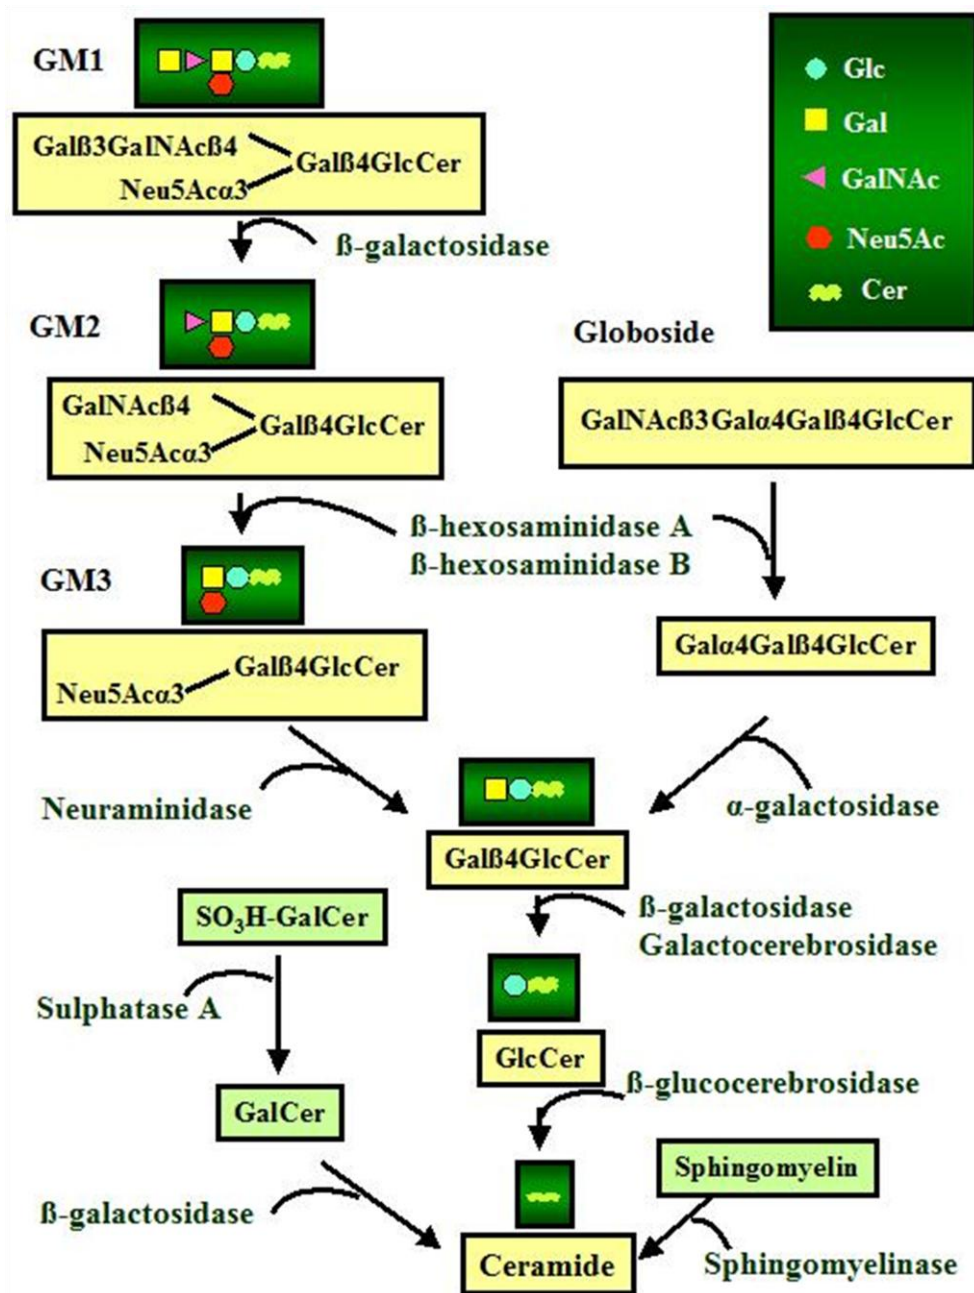 GM1
Glc
Gal
GalNAc
Neu5Ac
Cer
Galß3GalNAcß4
Galß4GlcCer
Neu5Acα3
ß-galactosidase
GM2
Globoside
GalNAcß4
Galß4GlcCer
Neu5Acα3
GalNAcß3Galα4Galß4GlcCer
ß-hexosaminidase A
ß-hexosaminidase B
GM3
Galß4GlcCer
Neu5Acα3
Galα4Galß4GlcCer
Neuraminidase
α-galactosidase
Galß4GlcCer
SO₃H-GalCer
ß-galactosidase
Galactocerebrosidase
Sulphatase A
GlcCer
ß-glucocerebrosidase
GalCer
Sphingomyelin
ß-galactosidase
Ceramide
Sphingomyelinase